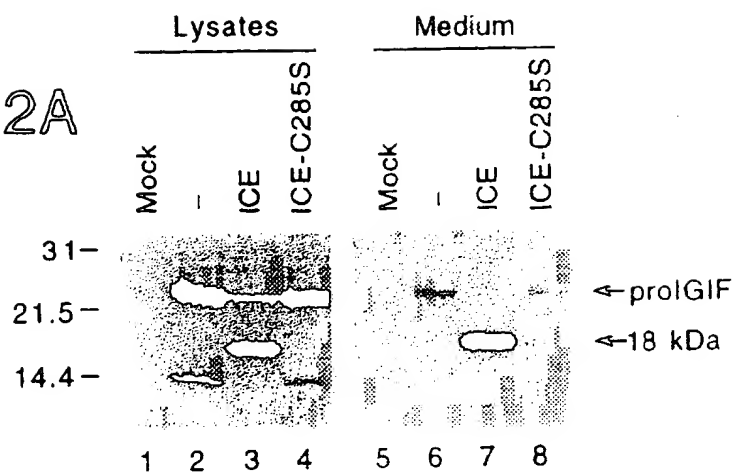 Lysates Medium
2A
Mock – ICE ICE-C285S Mock – ICE ICE-C285S
31–
21.5–
14.4–
←proIGIF
←18 kDa
1 2 3 4 5 6 7 8